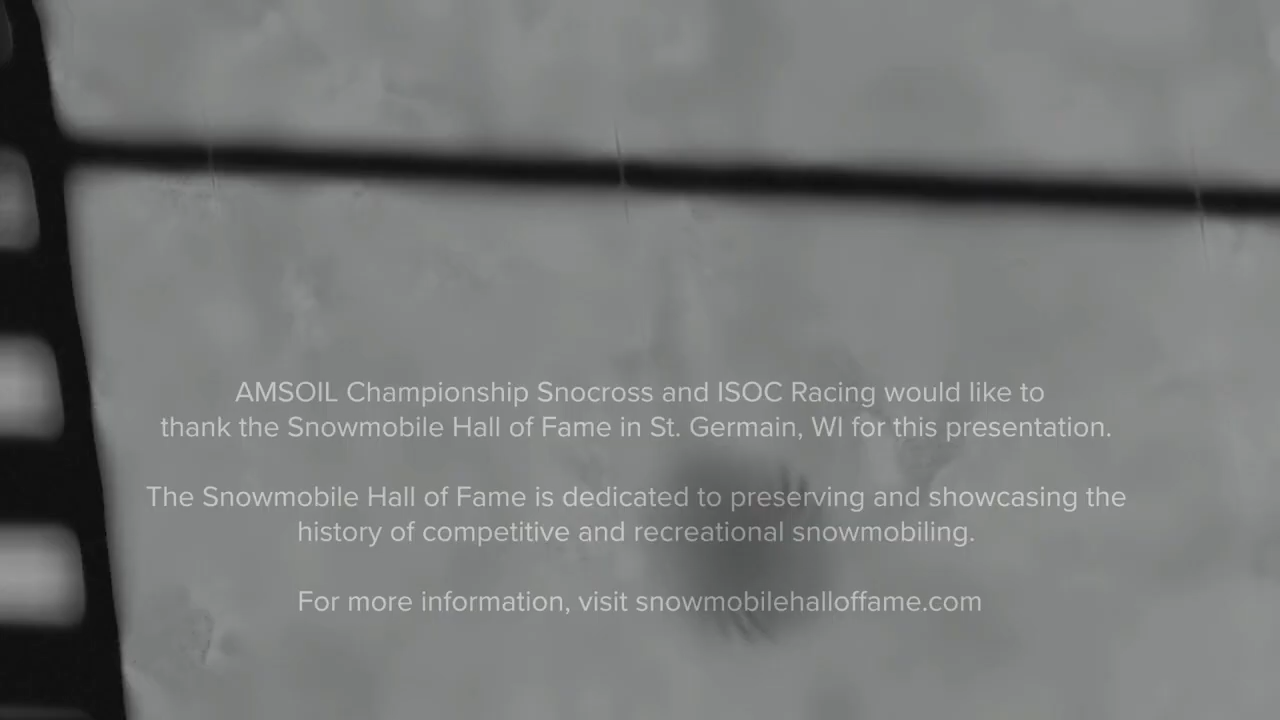 AMSOIL Championship Snocross and ISOC Racing would like to
thank the Snowmobile Hall of Fame in St. Germain, WI for this presentation.
The Snowmobile Hall of Fame is dedicated to preserving and showcasing the
history of competitive and recreational snowmobiling.
For more information, visit snowmobilehalloffame.com